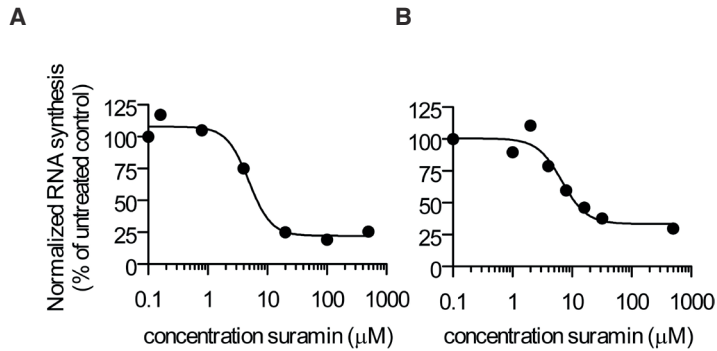 A
B
Normalized RNA synthesis
(% of untreated control)
125
100
75
50
25
0
0.1 1 10 100 1000
concentration suramin (μM)
125
100
75
50
25
0
0.1 1 10 100 1000
concentration suramin (μM)